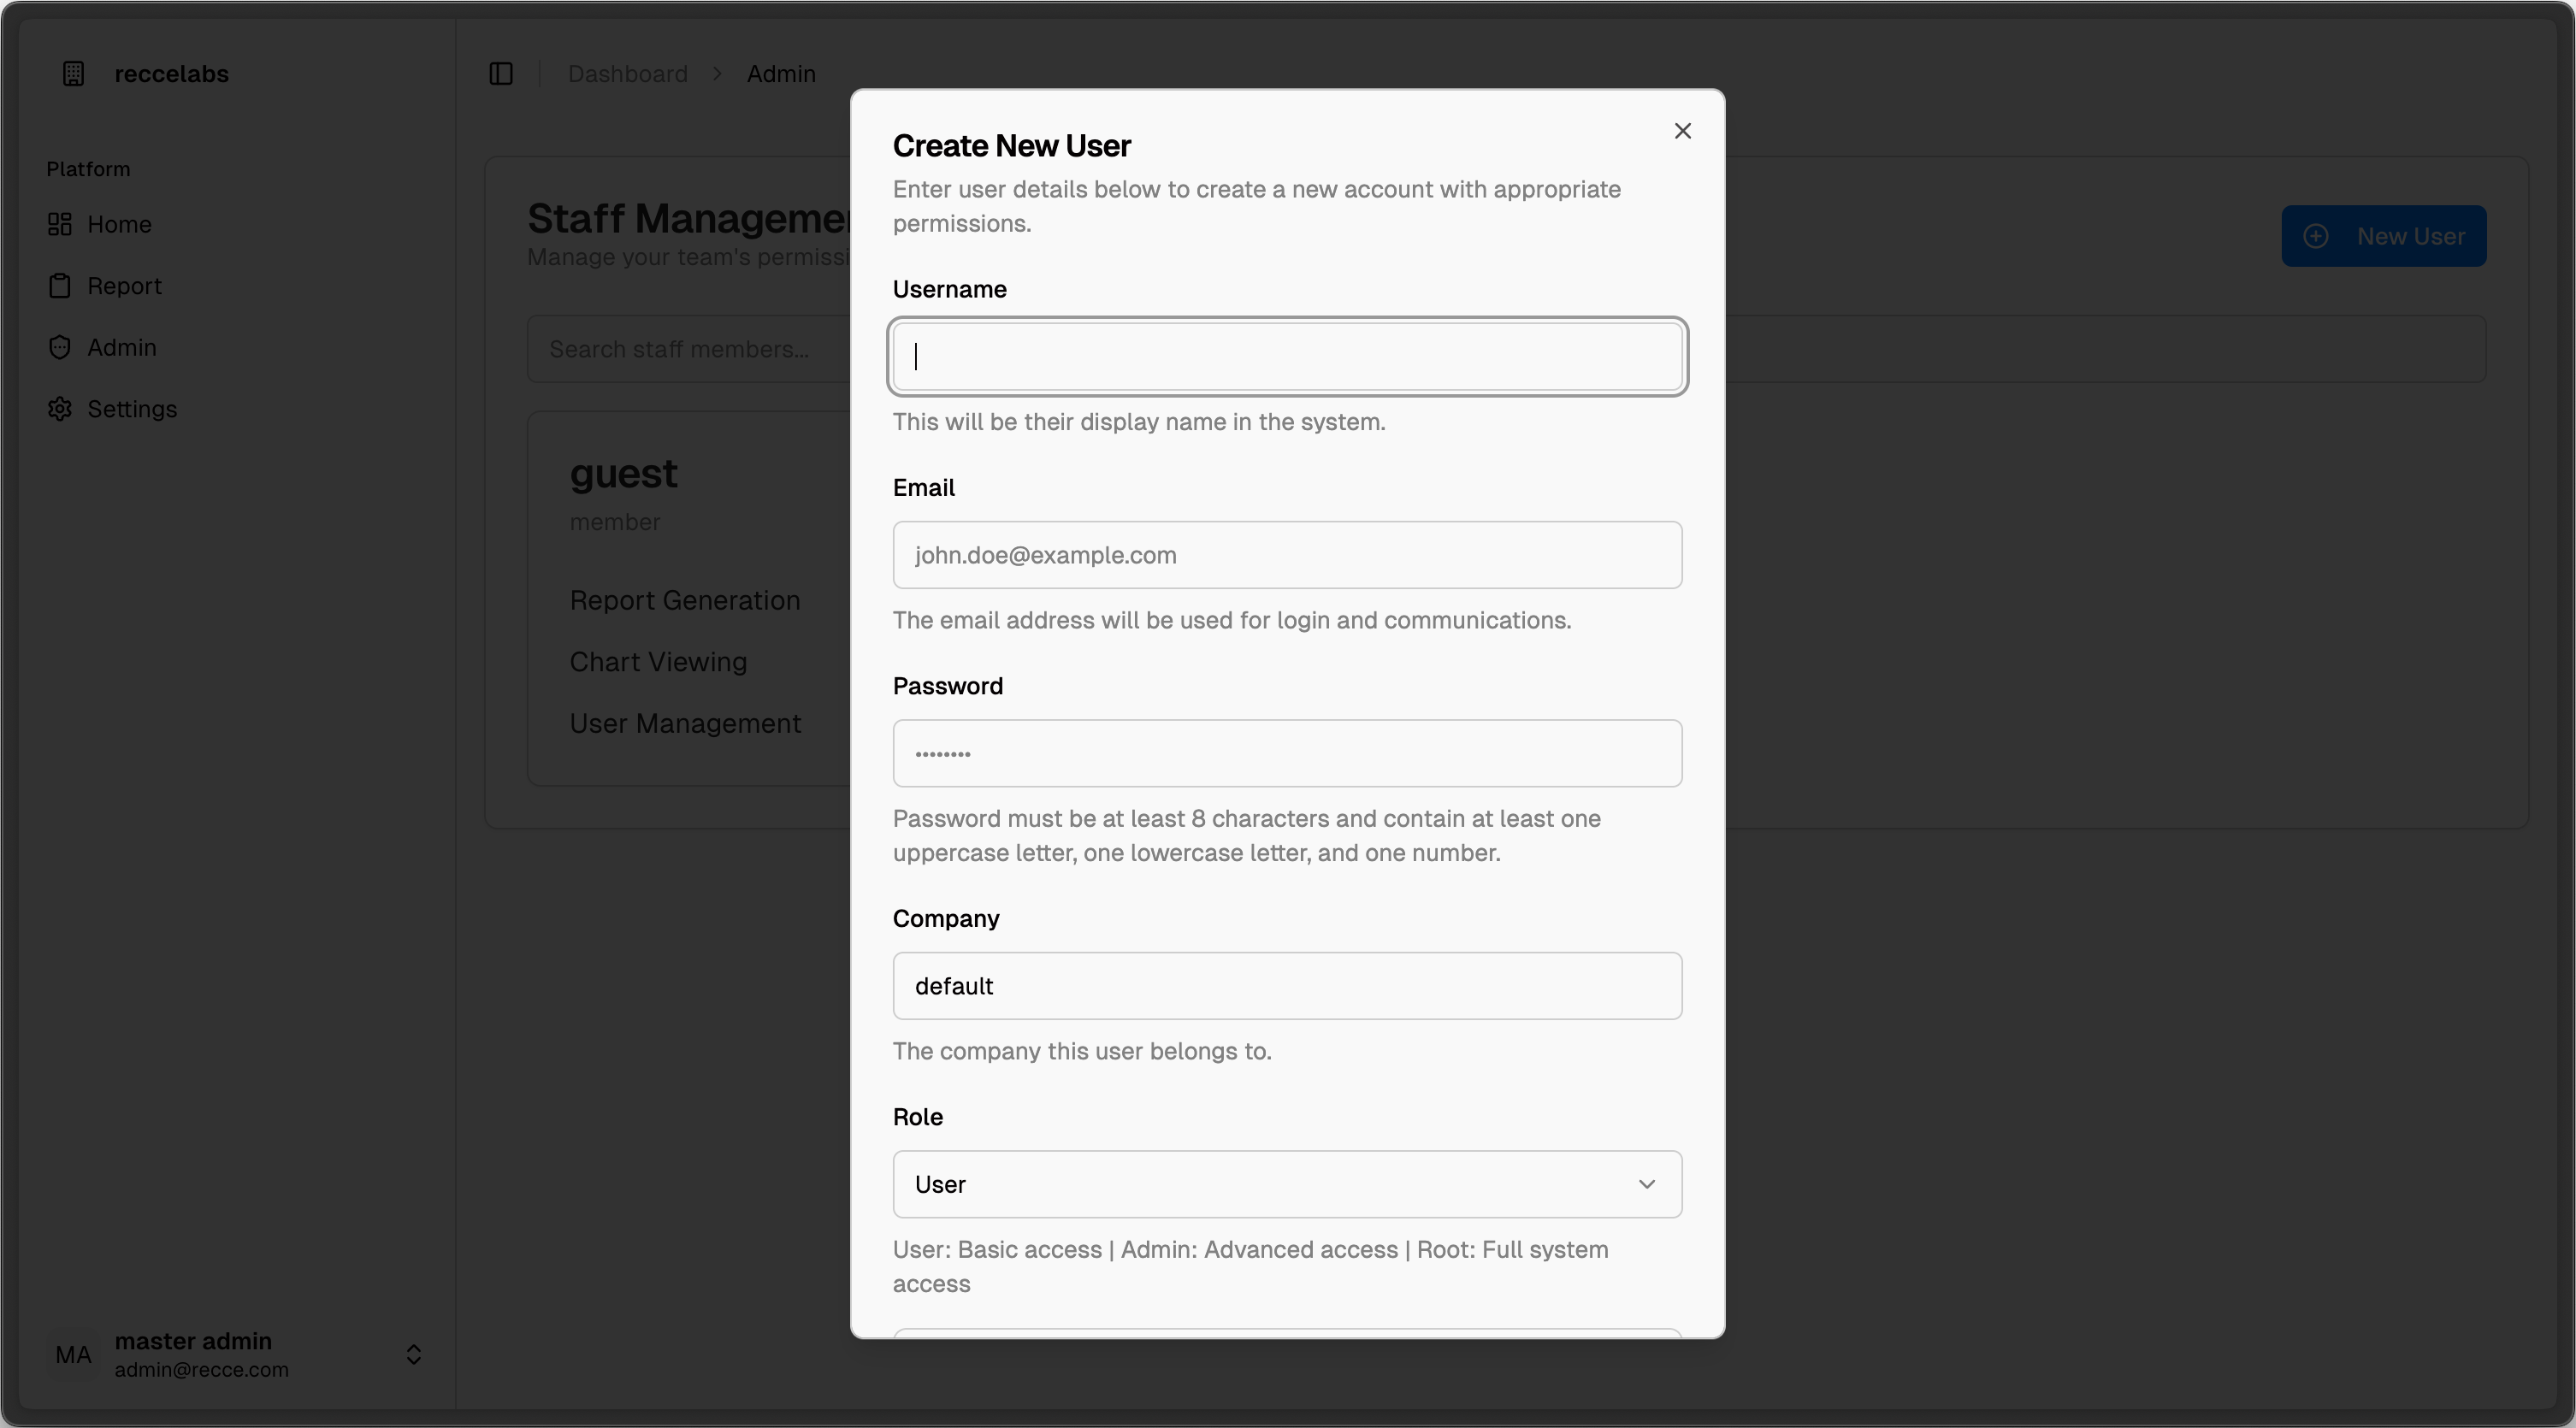 reccelabs
Dashboard
Admin
Platform
Home
Report
Admin
Settings
MA
master admin
admin@recce.com
Manage your team's
New User
Search staff members...
guest
member
Report Generation
Chart Viewing
User Management
Create New User
Enter user details below to create a new account with appropriate
permissions.
Username
This will be their display name in the system.
Email
john.doe@example.com
The email address will be used for login and communications.
Password
••••••••
Password must be at least 8 characters and contain at least one
uppercase letter, one lowercase letter, and one number.
Company
default
The company this user belongs to.
Role
User
User: Basic access | Admin: Advanced access | Root: Full system
access